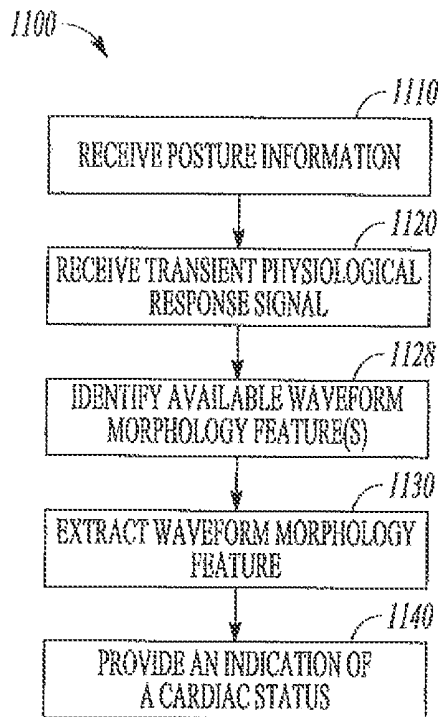 1100
1110
RECEIVE POSTURE INFORMATION
1120
RECEIVE TRANSIENT PHYSIOLOGICAL
RESPONSE SIGNAL
1128
IDENTIFY AVAILABLE WAVEFORM
MORPHOLOGY FEATURE(S)
1130
EXTRACT WAVEFORM MORPHOLOGY
FEATURE
1140
PROVIDE AN INDICATION OF
A CARDIAC STATUS